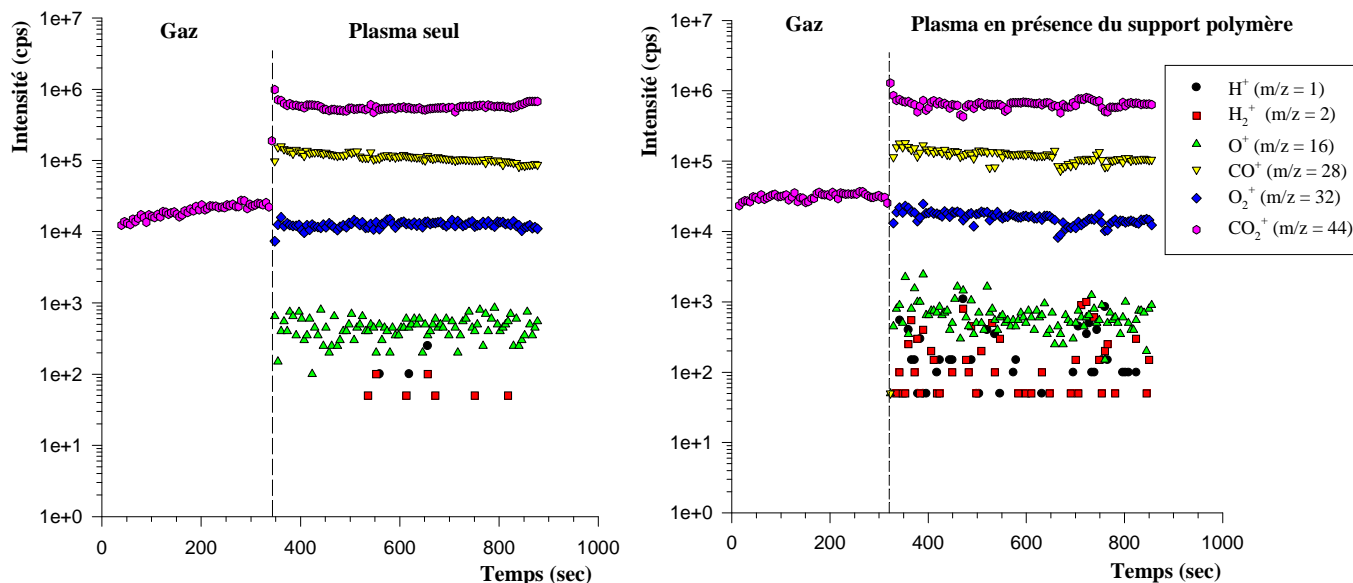 Intensité (cps)
1e+7
1e+6
1e+5
1e+4
1e+3
1e+2
1e+1
1e+0
Gaz
Plasma seul
0
200
400
600
800
1000
Temps (sec)
Intensité (cps)
1e+7
1e+6
1e+5
1e+4
1e+3
1e+2
1e+1
1e+0
Gaz
Plasma en présence du support polymère
0
200
400
600
800
1000
Temps (sec)
H⁺ (m/z = 1)
H₂⁺ (m/z = 2)
O⁺ (m/z = 16)
CO⁺ (m/z = 28)
O₂⁺ (m/z = 32)
CO₂⁺ (m/z = 44)